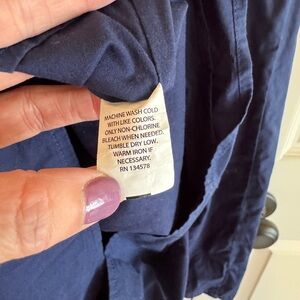 MACHINE WASH COLD
WITH LIKE COLORS.
ONLY NON-CHLORINE
BLEACH WHEN NEEDED.
TUMBLE DRY LOW.
WARM IRON IF
NECESSARY.
RN 134578